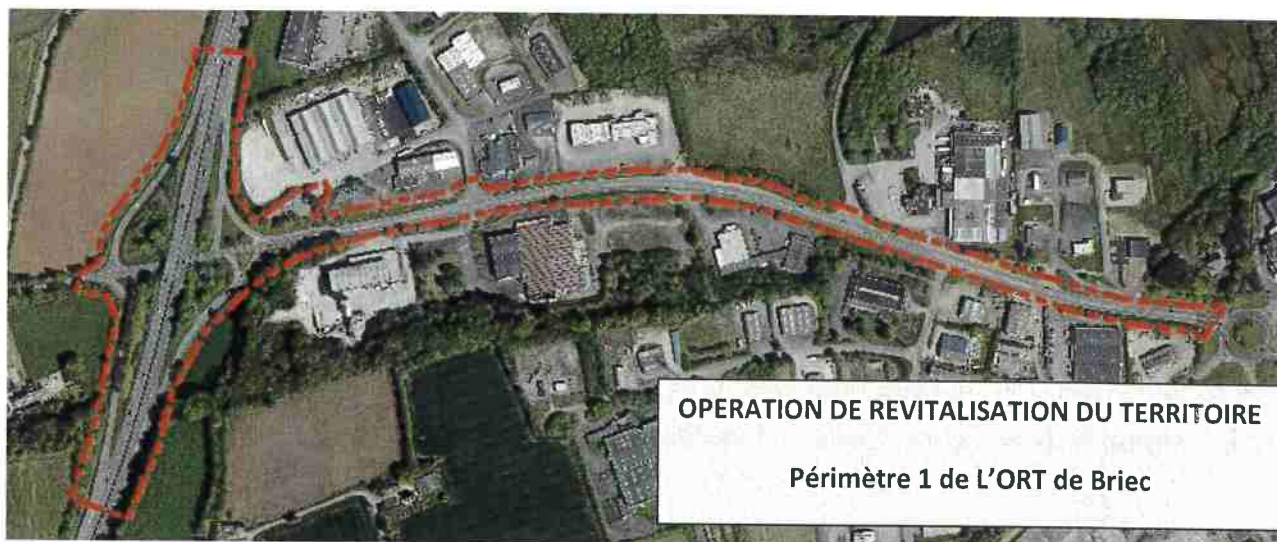 OPERATION DE REVITALISATION DU TERRITOIRE
Périmètre 1 de L'ORT de Briec